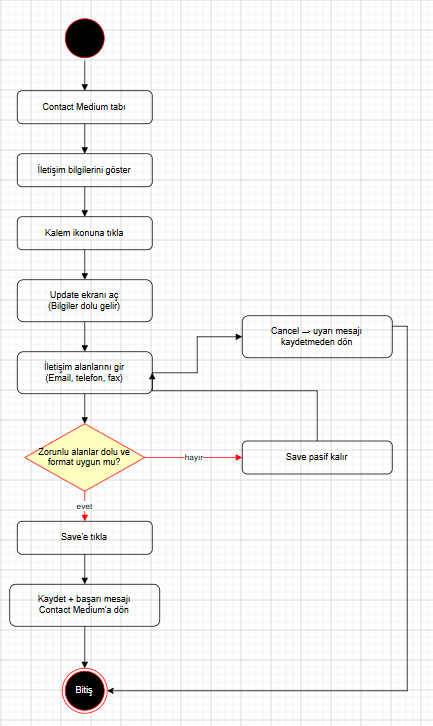 Contact Medium tabı
İletişim bilgilerini göster
Kalem ikonuna tıkla
Update ekranı aç
(Bilgiler dolu gelir)
Cancel → uyarı mesajı
kaydetmeden dön
İletişim alanlarını gir
(Email, telefon, fax)
Zorunlu alanlar dolu ve
format uygun mu?
hayır
Save pasif kalır
evet
Save'e tıkla
Kaydet + başarı mesajı
Contact Medium'a dön
Bitiş